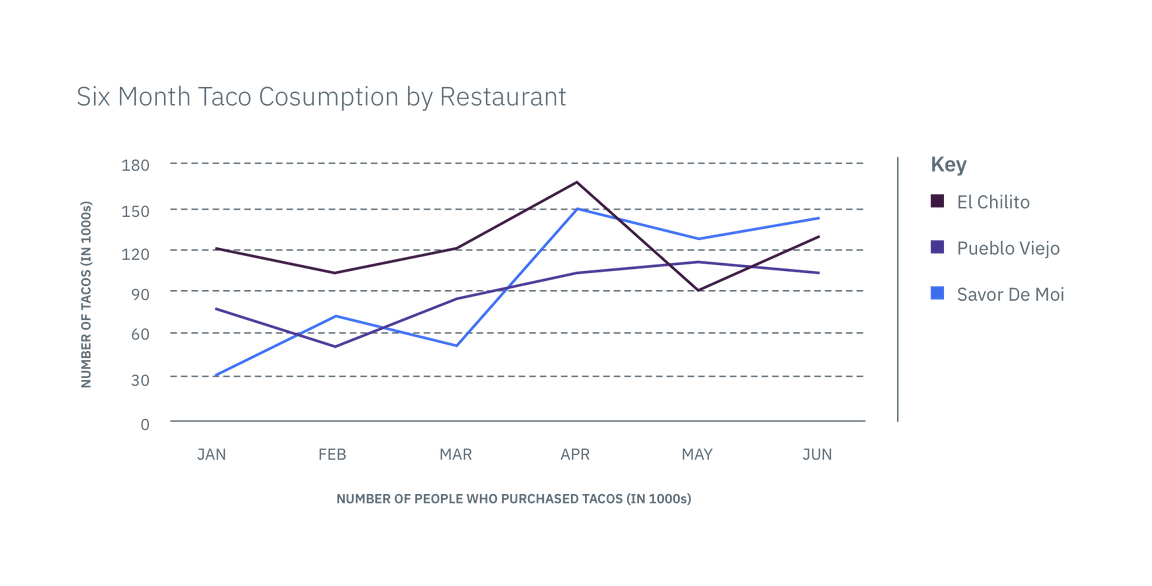 Six Month Taco Cosumption by Restaurant
NUMBER OF TACOS (IN 1000s)
180
150
120
90
60
30
0
JAN FEB MAR APR MAY JUN
NUMBER OF PEOPLE WHO PURCHASED TACOS (IN 1000s)
Key
El Chilito
Pueblo Viejo
Savor De Moi